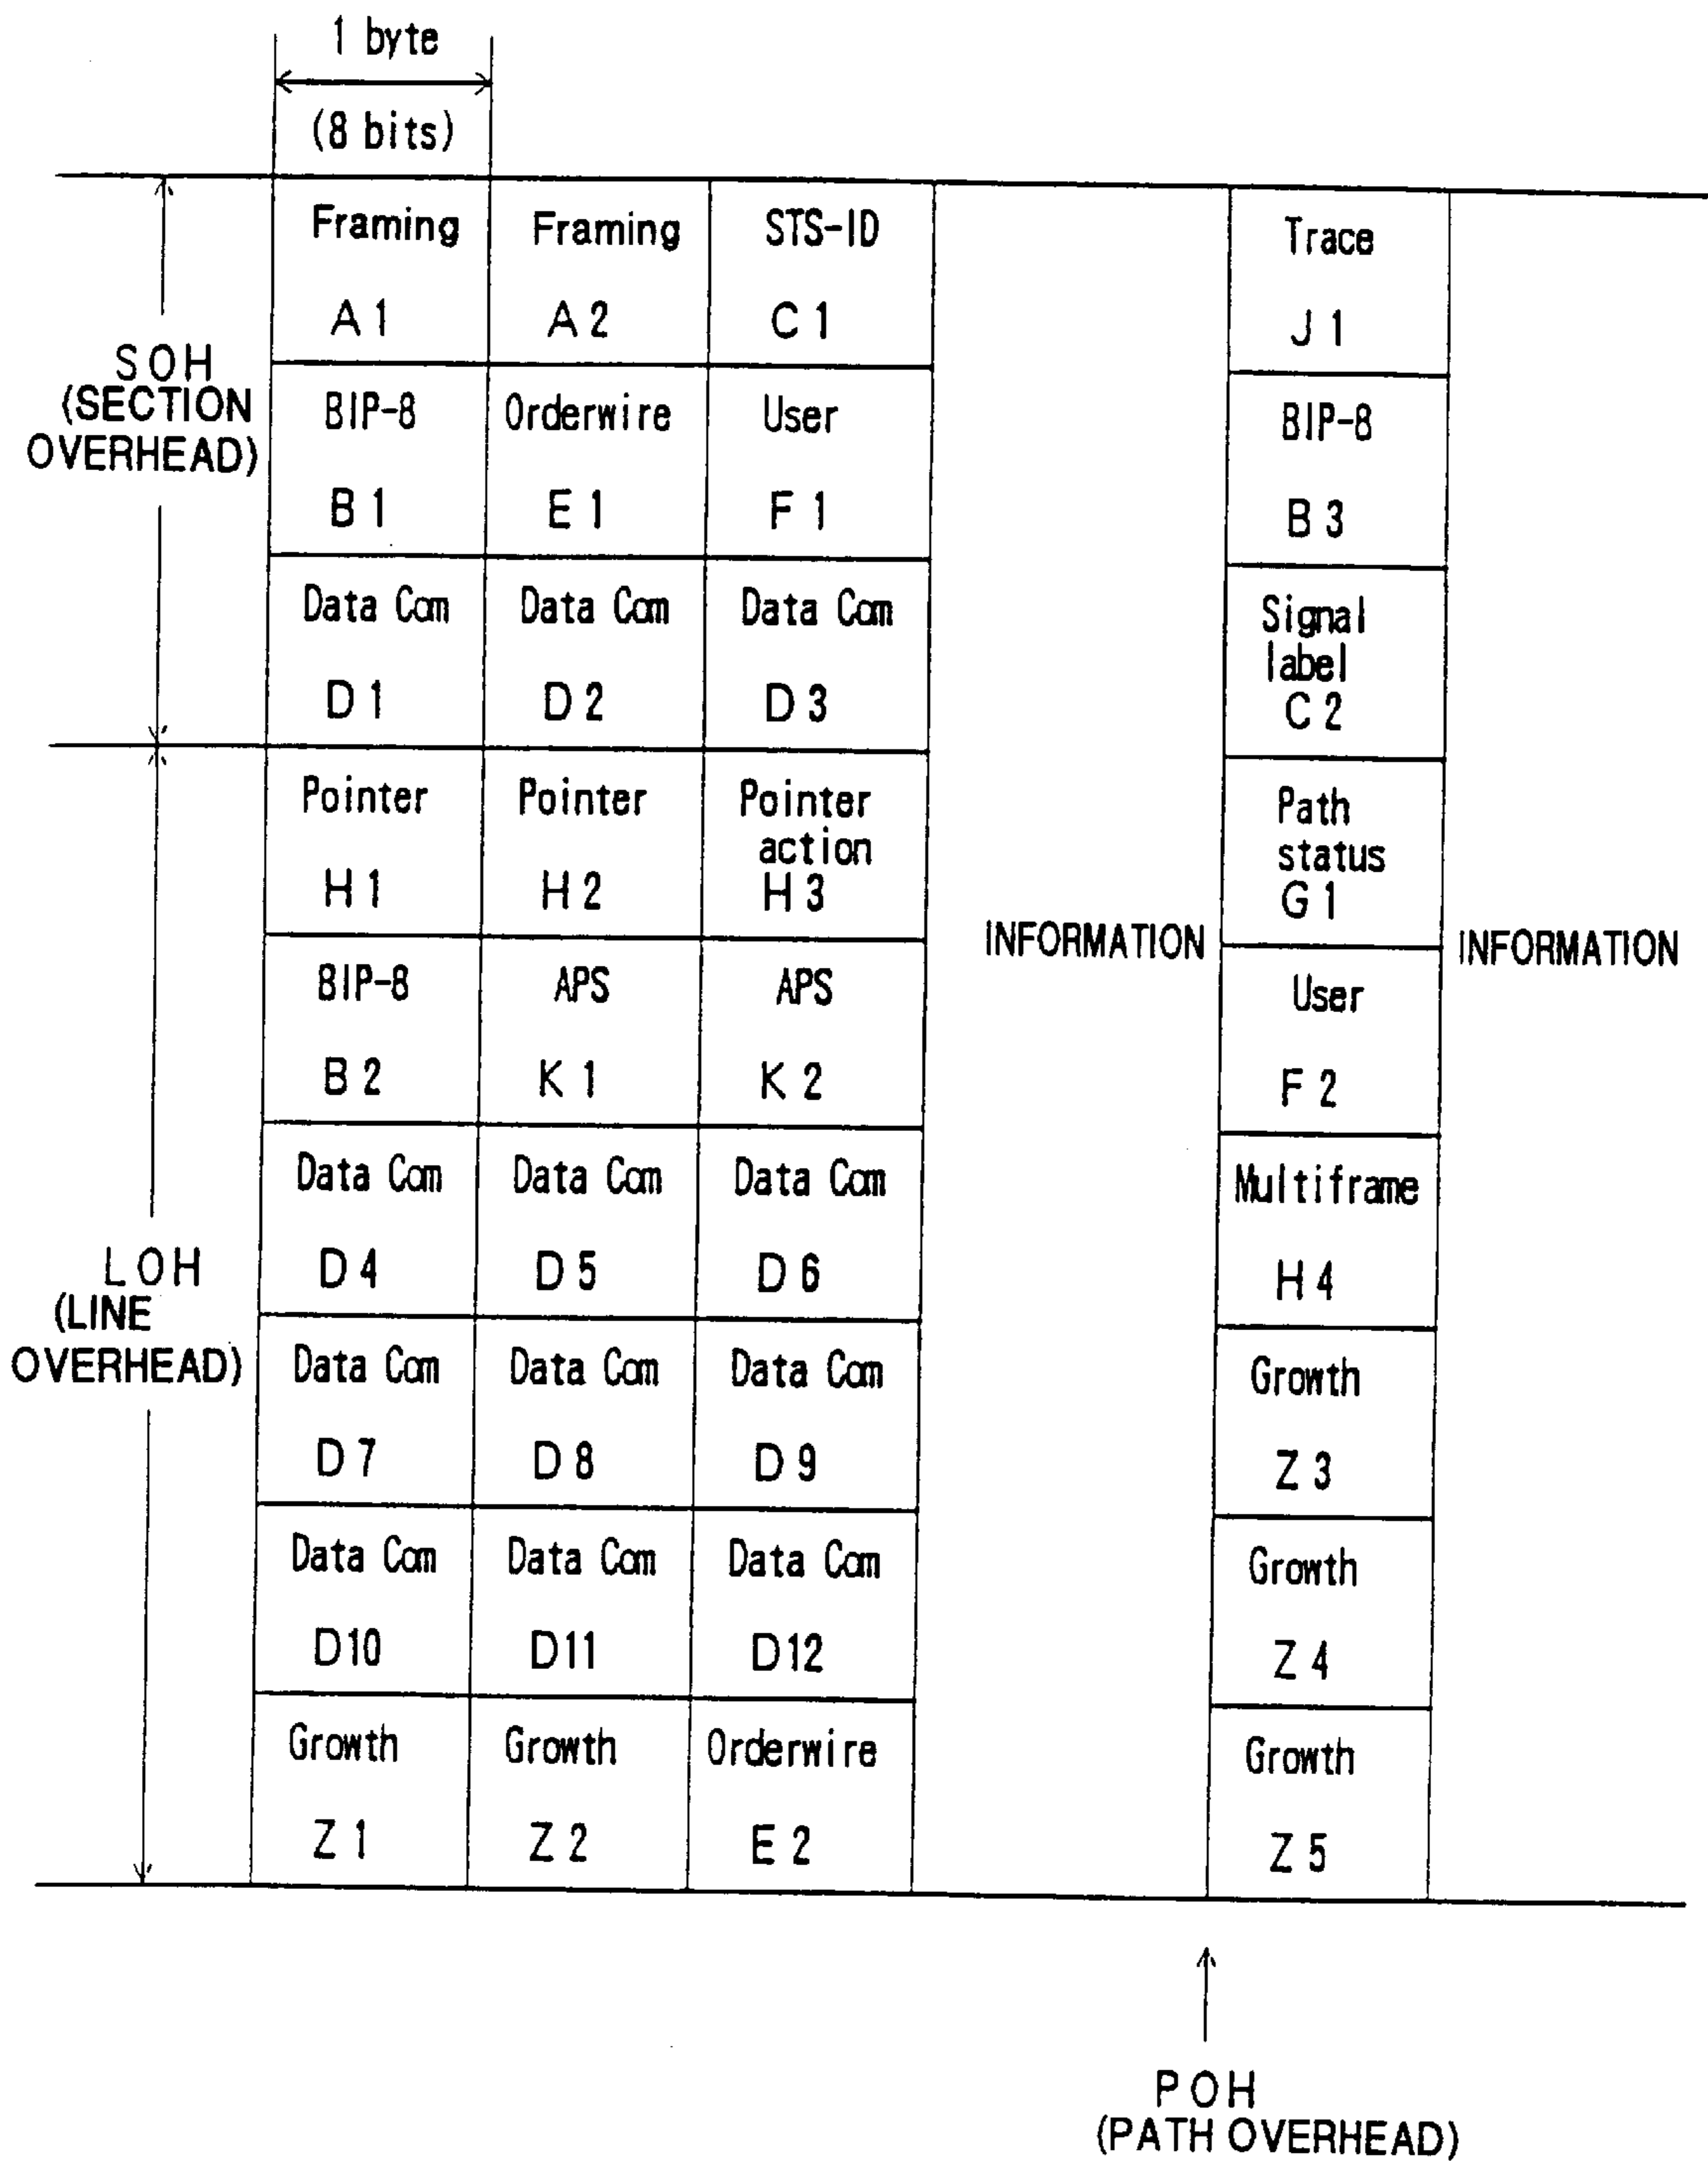 1 byte
(8 bits)
SOH
(SECTION
OVERHEAD)
LOH
(LINE
OVERHEAD)
Framing
A1
Framing
A2
STS-ID
C1
BIP-8
B1
Orderwire
E1
User
F1
Data Com
D1
Data Com
D2
Data Com
D3
Pointer
H1
Pointer
H2
Pointer
action
H3
BIP-8
B2
APS
K1
APS
K2
Data Com
D4
Data Com
D5
Data Com
D6
Data Com
D7
Data Com
D8
Data Com
D9
Data Com
D10
Data Com
D11
Data Com
D12
Growth
Z1
Growth
Z2
Orderwire
E2
INFORMATION
Trace
J1
BIP-8
B3
Signal
label
C2
Path
status
G1
User
F2
Multiframe
H4
Growth
Z3
Growth
Z4
Growth
Z5
INFORMATION
POH
(PATH OVERHEAD)